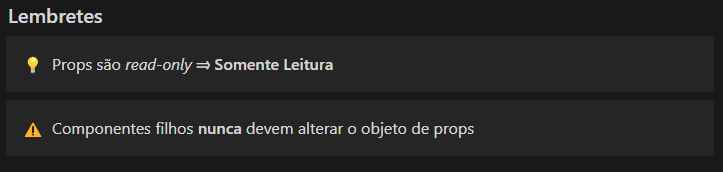 Lembretes
💡 Props são read-only ⇒ Somente Leitura
⚠️ Componentes filhos nunca devem alterar o objeto de props